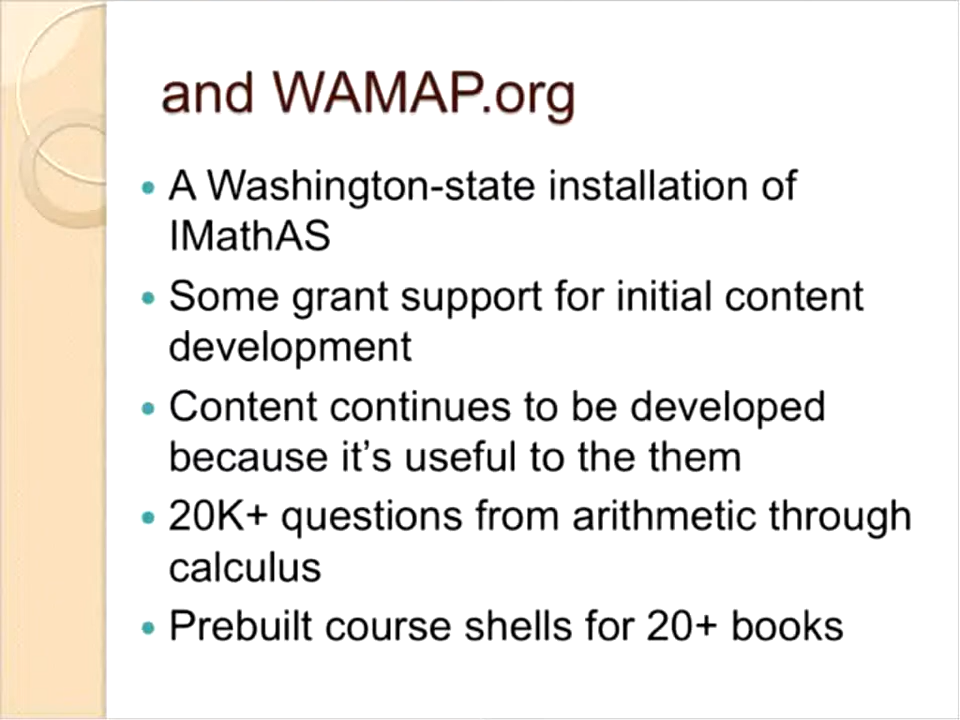 and WAMAP.org
• A Washington-state installation of
IMathAS
• Some grant support for initial content
development
• Content continues to be developed
because it’s useful to the them
• 20K+ questions from arithmetic through
calculus
• Prebuilt course shells for 20+ books